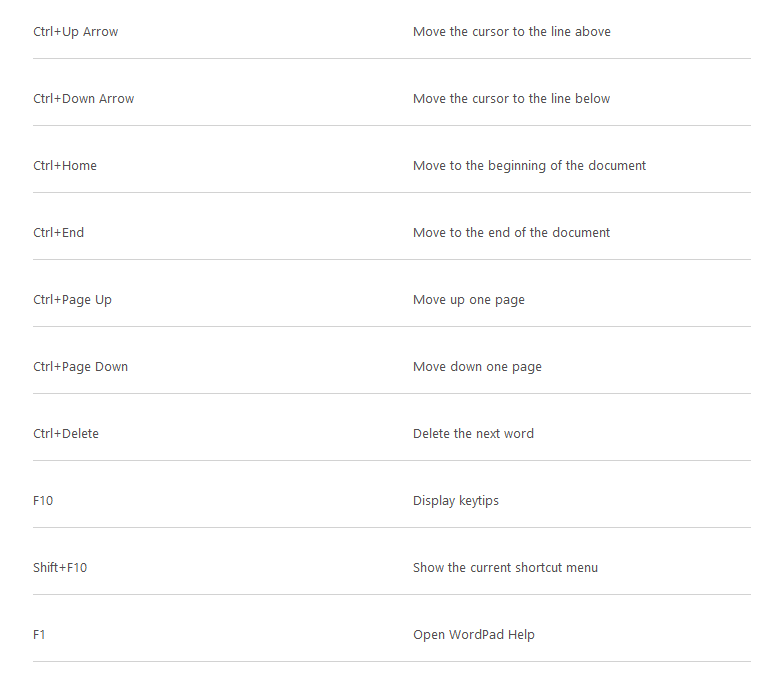 Ctrl+Up Arrow Move the cursor to the line above
Ctrl+Down Arrow Move the cursor to the line below
Ctrl+Home Move to the beginning of the document
Ctrl+End Move to the end of the document
Ctrl+Page Up Move up one page
Ctrl+Page Down Move down one page
Ctrl+Delete Delete the next word
F10 Display keytips
Shift+F10 Show the current shortcut menu
F1 Open WordPad Help